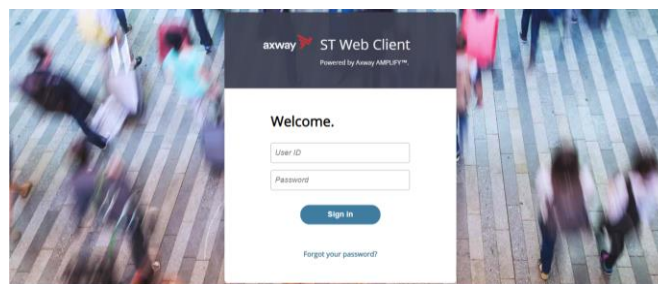 axway ST Web Client
Powered by Axway AMPLIFY™.
Welcome.
User ID
Password
Sign in
Forgot your password?